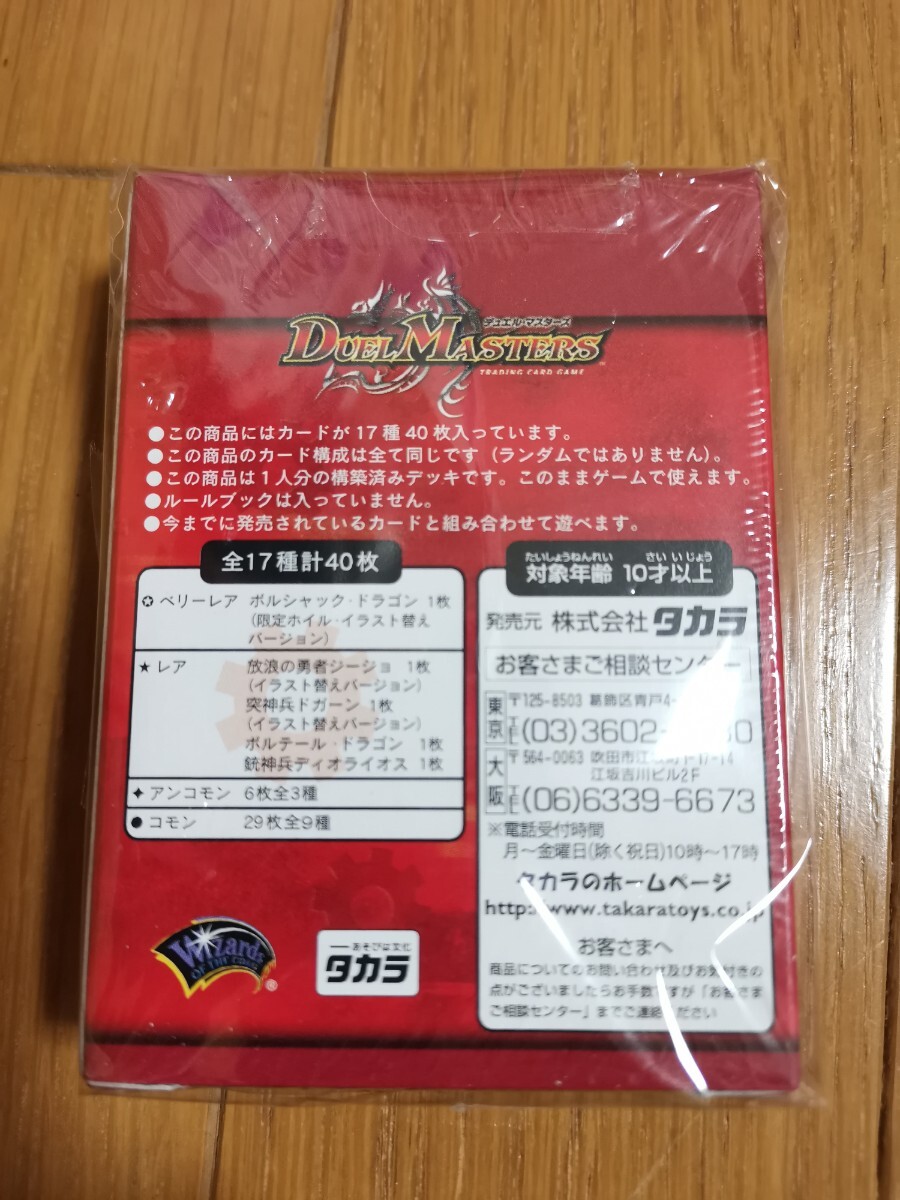 デュエル・マスターズ
DUEL MASTERS
TRADING CARD GAME
●この商品にはカードが17種40枚入っています。
●この商品のカード構成は全て同じです（ランダムではありません）。
●この商品は1人分の構築済みデッキです。このままゲームで使えます。
●ルールブックは入っていません。
●今までに発売されているカードと組み合わせて遊べます。
全17種計40枚
✪ベリーレア ボルシャック・ドラゴン 1枚
（限定ホイル・イラスト替え
バージョン）
★レア 放浪の勇者ジージョ 1枚
（イラスト替えバージョン）
突神兵ドガーン 1枚
（イラスト替えバージョン）
ボルテール・ドラゴン 1枚
銃神兵ディオライオス 1枚
✦アンコモン 6枚全3種
●コモン 29枚全9種
たいしょうねんれい さいいじょう
対象年齢 10才以上
発売元 株式会社タカラ
お客さまご相談センター
東京 〒125-8503 葛飾区青戸4-
TEL(03)3602-
大阪 〒564-0063 吹田市江坂町1-17-14
江坂吉川ビル2F
TEL(06)6339-6673
※電話受付時間
月～金曜日(除く祝日)10時～17時
タカラのホームページ
http://www.takaratoys.co.jp
お客さまへ
商品についてのお問い合わせ及びお気付きの
点がございましたらお手数ですが「お客さま
ご相談センター」までご連絡ください
Wizards
OF THE COAST
®
あそびは文化
タカラ